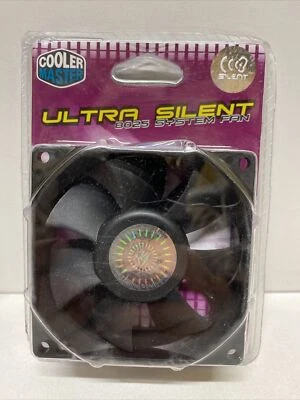 COOLER
MASTER
SILENT
ULTRA SILENT
8025 SYSTEM FAN